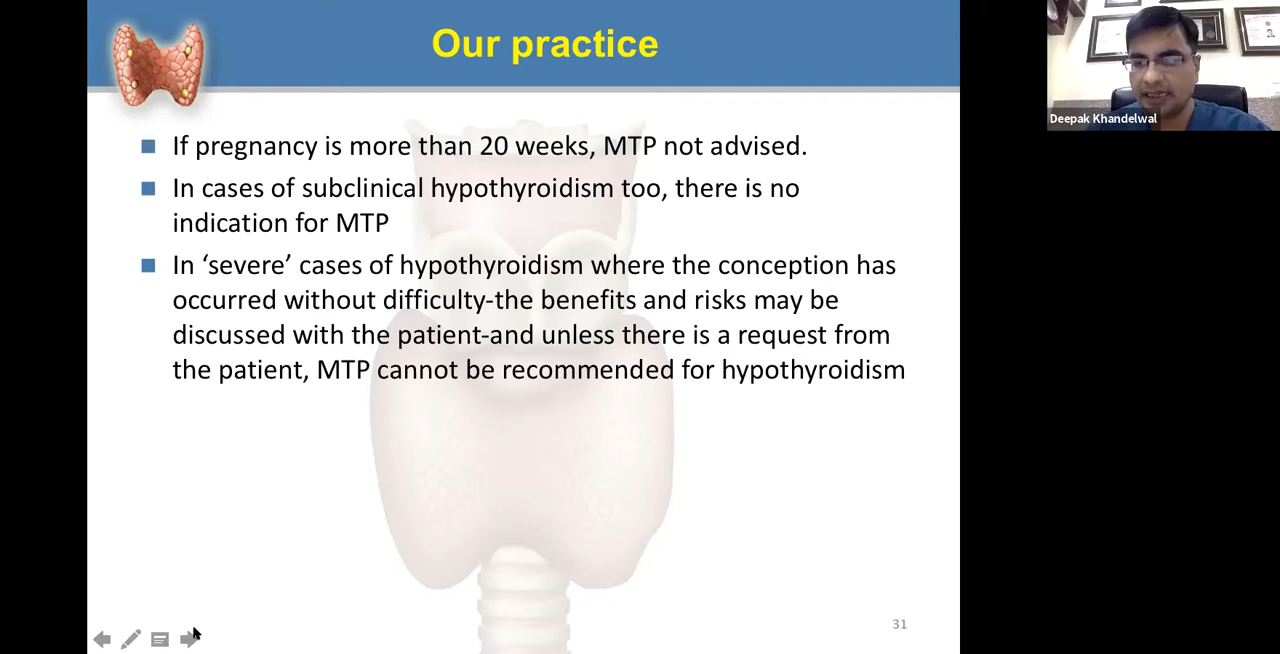 Our practice
If pregnancy is more than 20 weeks, MTP not advised.
In cases of subclinical hypothyroidism too, there is no
indication for MTP
In ‘severe’ cases of hypothyroidism where the conception has
occurred without difficulty-the benefits and risks may be
discussed with the patient-and unless there is a request from
the patient, MTP cannot be recommended for hypothyroidism
31
Deepak Khandelwal